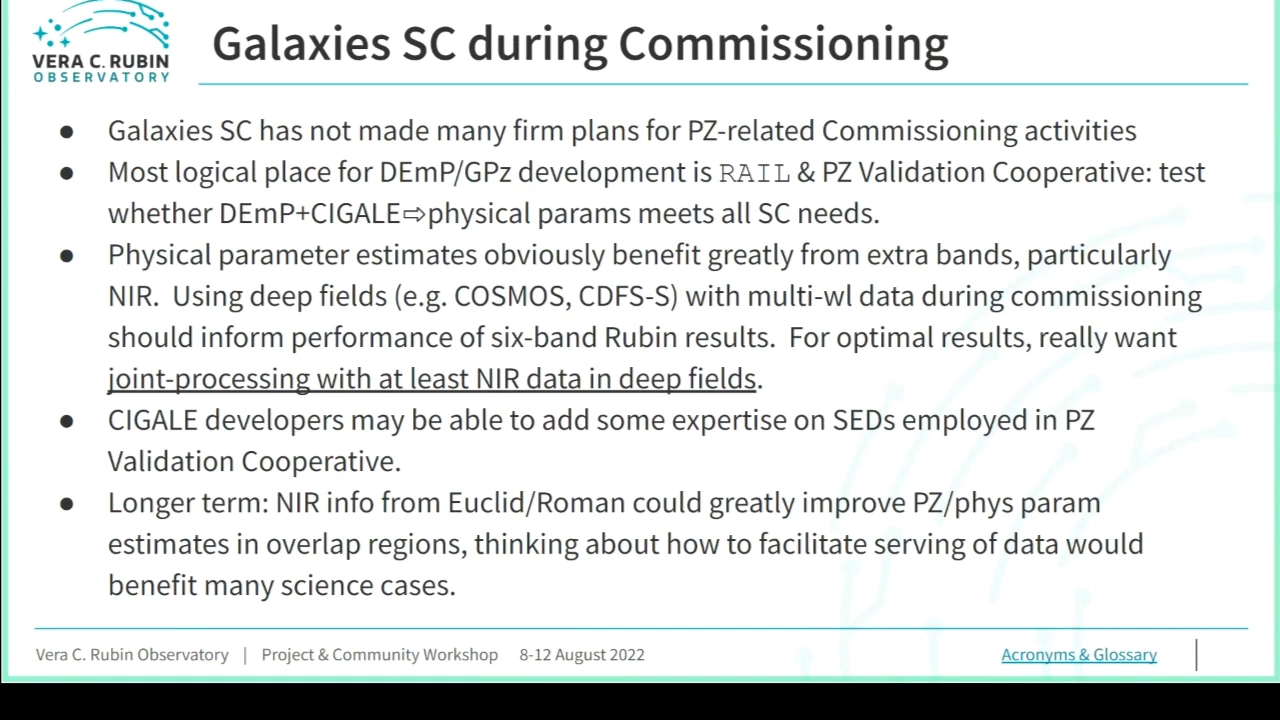 Galaxies SC during Commissioning
VERA C. RUBIN
OBSERVATORY
● Galaxies SC has not made many firm plans for PZ-related Commissioning activities
● Most logical place for DEmP/GPz development is RAIL & PZ Validation Cooperative: test
whether DEmP+CIGALE⇨physical params meets all SC needs.
● Physical parameter estimates obviously benefit greatly from extra bands, particularly
NIR.  Using deep fields (e.g. COSMOS, CDFS-S) with multi-wl data during commissioning
should inform performance of six-band Rubin results.  For optimal results, really want
joint-processing with at least NIR data in deep fields.
● CIGALE developers may be able to add some expertise on SEDs employed in PZ
Validation Cooperative.
● Longer term: NIR info from Euclid/Roman could greatly improve PZ/phys param
estimates in overlap regions, thinking about how to facilitate serving of data would
benefit many science cases.
Vera C. Rubin Observatory | Project & Community Workshop 8-12 August 2022 Acronyms & Glossary |